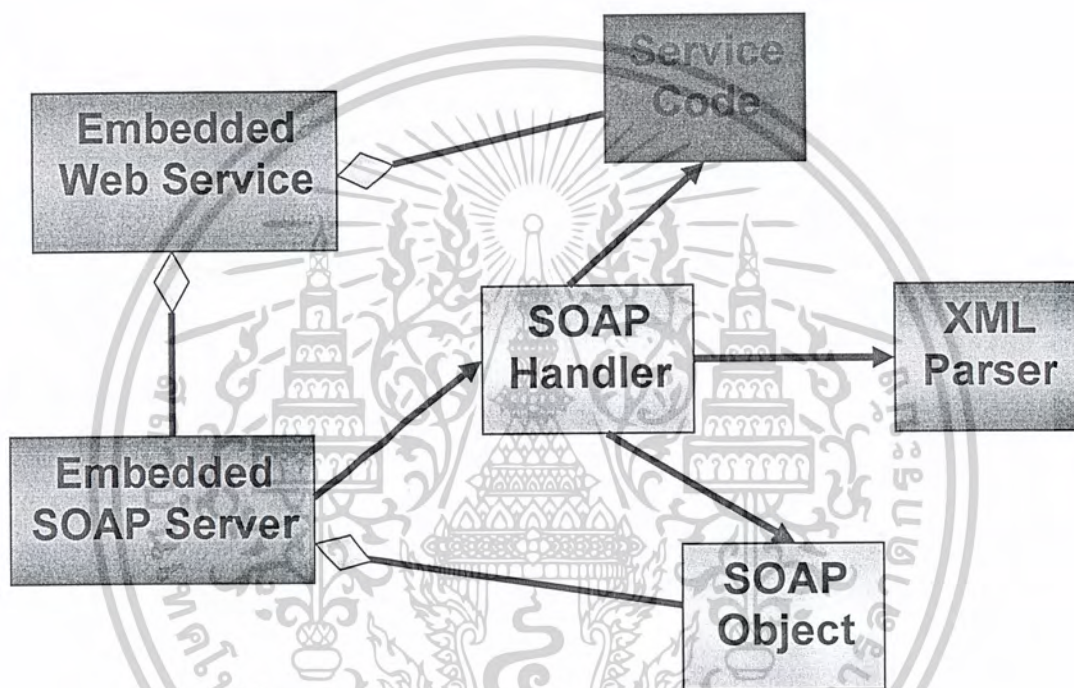 Service
Code
Embedded
Web Service
SOAP
Handler
XML
Parser
Embedded
SOAP Server
SOAP
Object